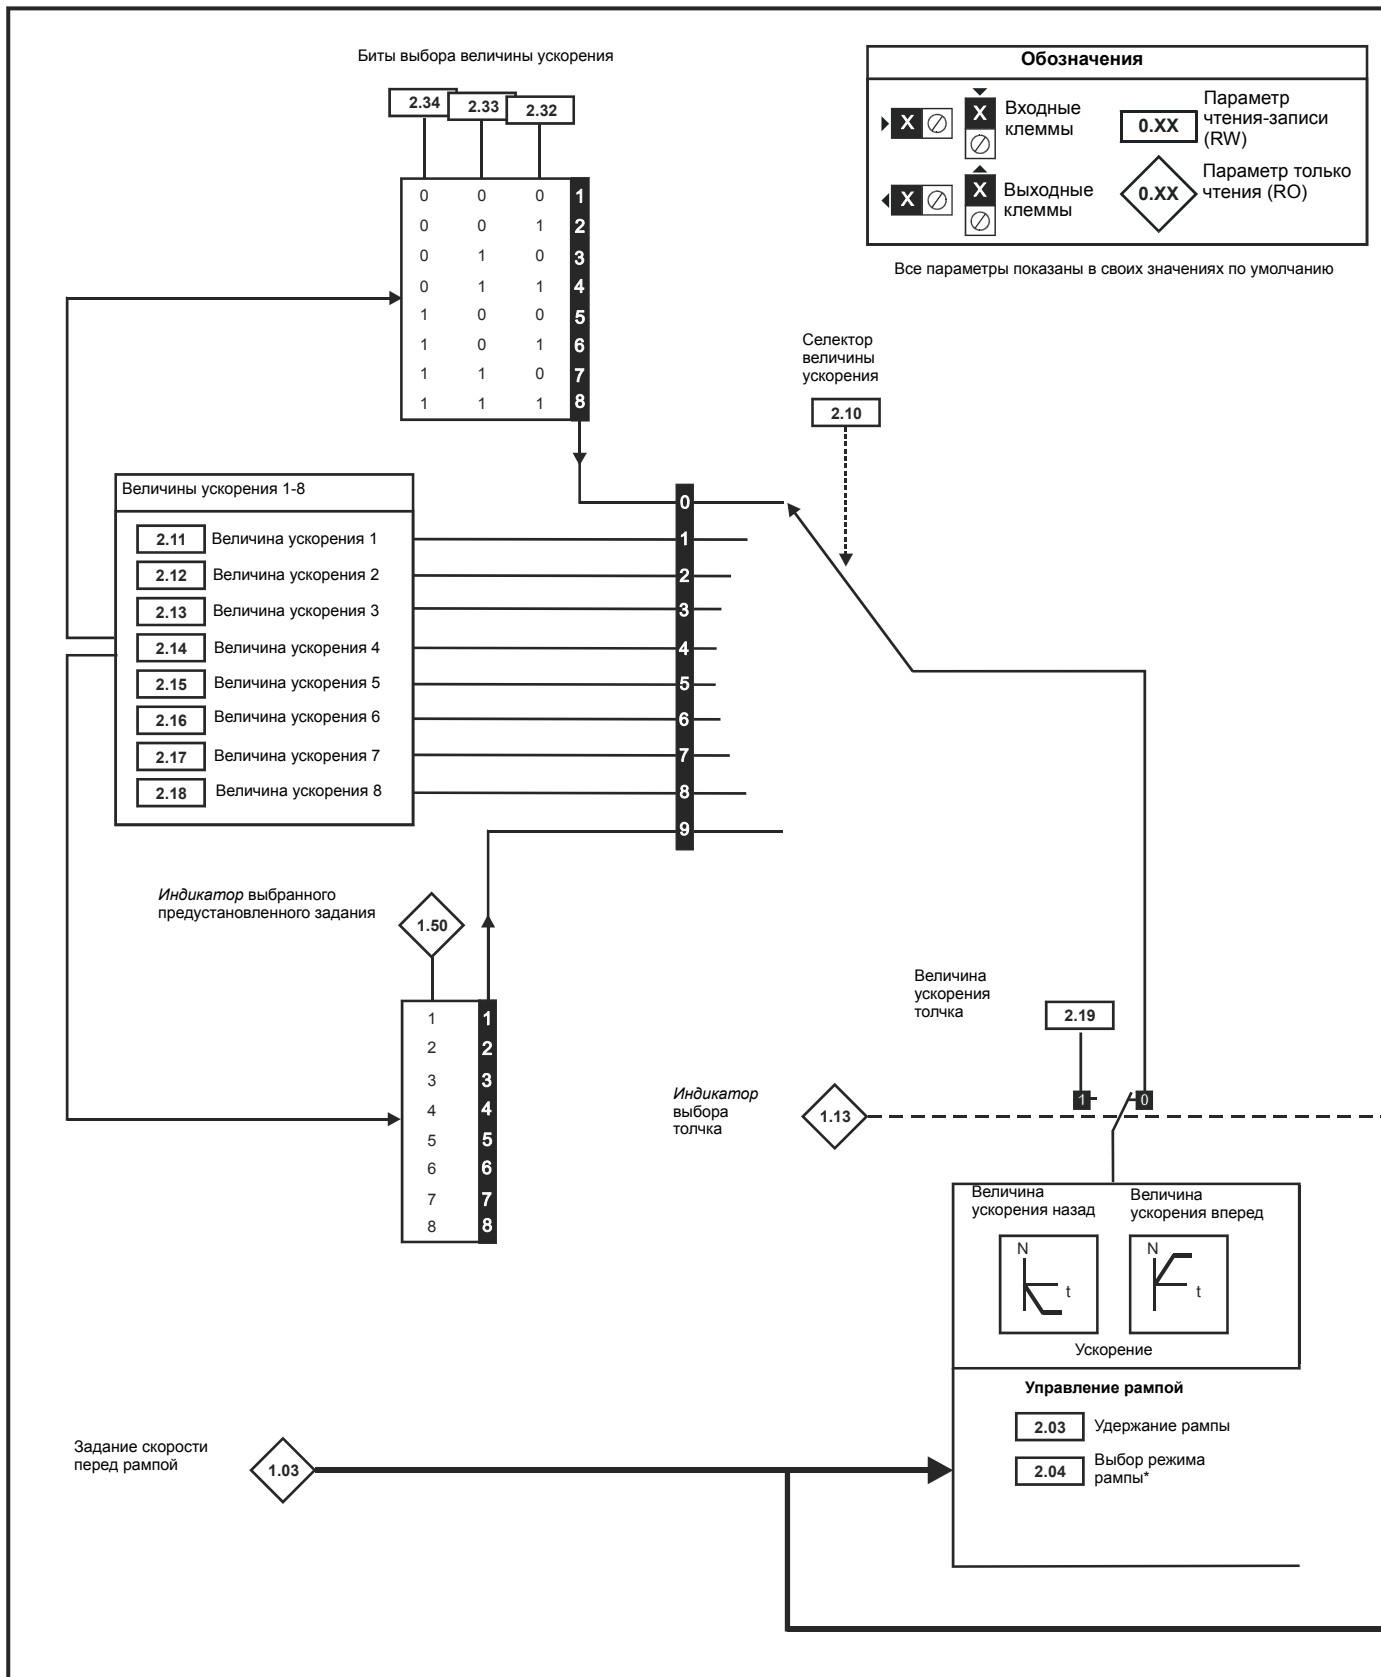 Биты выбора величины ускорения
2.34 2.33 2.32
0 0 0 1
0 0 1 2
0 1 0 3
0 1 1 4
1 0 0 5
1 0 1 6
1 1 0 7
1 1 1 8
Обозначения
X X Входные
клеммы
0.XX Параметр
чтения-записи
(RW)
X X Выходные
клеммы
0.XX Параметр только
чтения (RO)
Все параметры показаны в своих значениях по умолчанию
Селектор
величины
ускорения
2.10
Величины ускорения 1-8
2.11 Величина ускорения 1
2.12 Величина ускорения 2
2.13 Величина ускорения 3
2.14 Величина ускорения 4
2.15 Величина ускорения 5
2.16 Величина ускорения 6
2.17 Величина ускорения 7
2.18 Величина ускорения 8
0
1
2
3
4
5
6
7
8
9
Индикатор выбранного
предустановленного задания
1.50
1 1
2 2
3 3
4 4
5 5
6 6
7 7
8 8
Величина
ускорения
толчка
2.19
1 0
Индикатор
выбора
толчка
1.13
Величина
ускорения назад
Величина
ускорения вперед
N t
N t
Ускорение
Управление рампой
2.03 Удержание рампы
2.04 Выбор режима
рампы*
Задание скорости
перед рампой
1.03